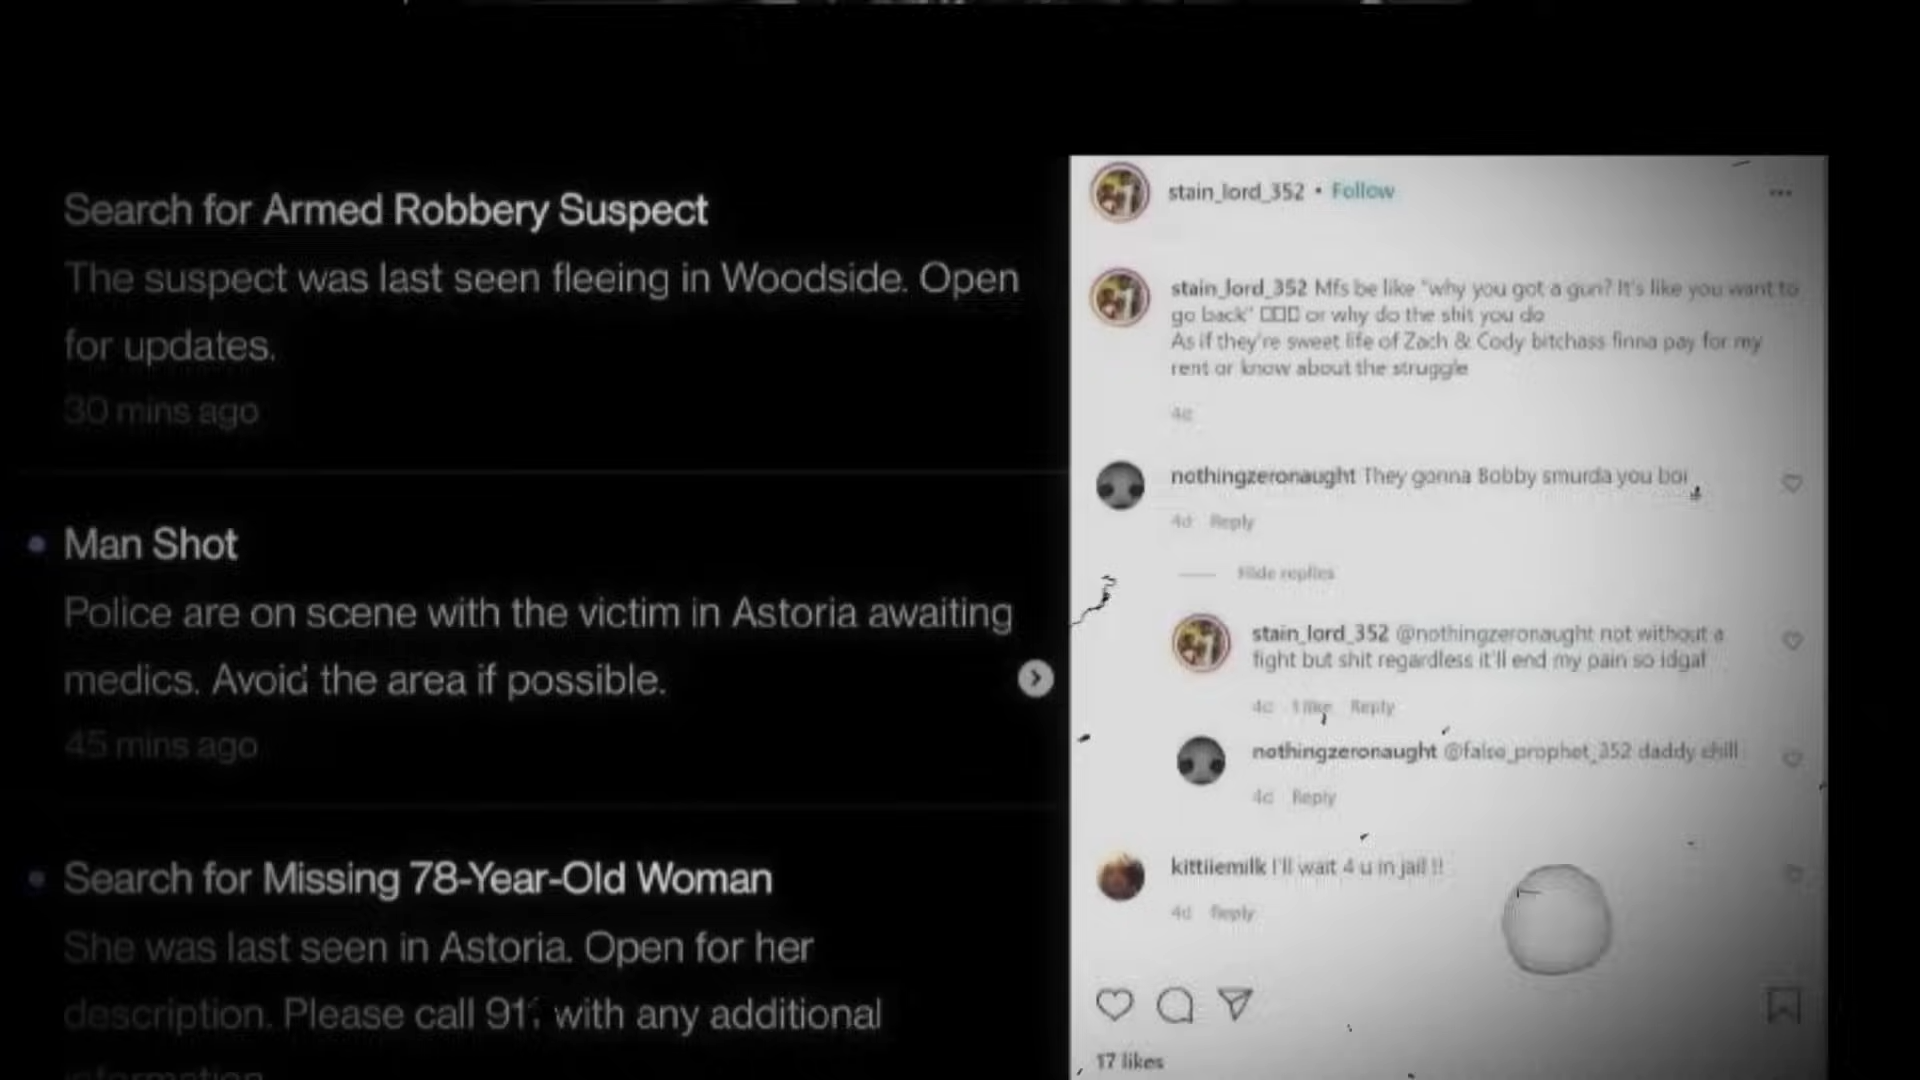 Search for Armed Robbery Suspect
The suspect was last seen fleeing in Woodside. Open
for updates.
30 mins ago
Man Shot
Police are on scene with the victim in Astoria awaiting
medics. Avoid the area if possible.
45 mins ago
Search for Missing 78-Year-Old Woman
She was last seen in Astoria. Open for her
description. Please call 911 with any additional
information
stain_lord_352 • Follow
stain_lord_352 Mfs be like "why you got a gun? It's like you want to
go back" □□□ or why do the shit you do
As if they're sweet life of Zach & Cody bitchass finna pay for my
rent or know about the struggle
4d
nothingzeronaught They gonna Bobby smurda you boi
4d Reply
Hide replies
stain_lord_352 @nothingzeronaught not without a
fight but shit regardless it'll end my pain so idgaf
4d 1 like Reply
nothingzeronaught @false_prophet_352 daddy chill
4d Reply
kittiiemilk I'll wait 4 u in jail !!
4d Reply
17 likes